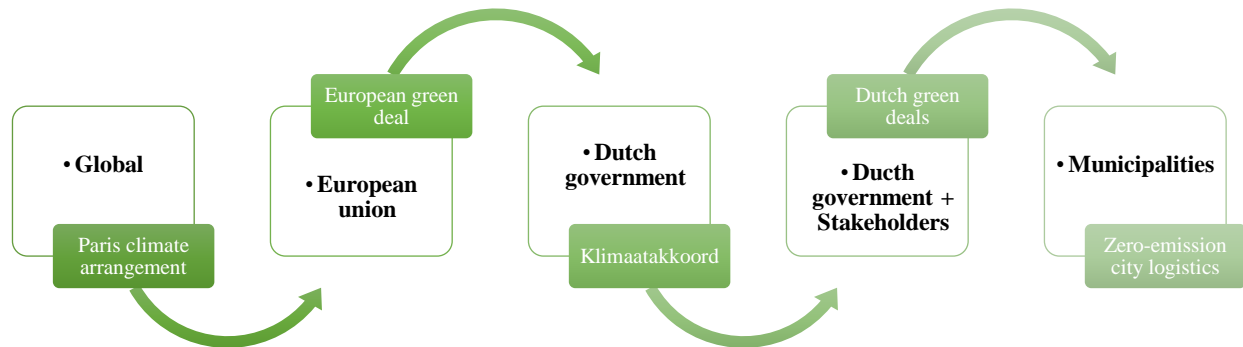 • Global
Paris climate
arrangement
European green
deal
• European
union
• Dutch
government
Klimaatakkoord
Dutch green
deals
• Ducth
government +
Stakeholders
• Municipalities
Zero-emission
city logistics